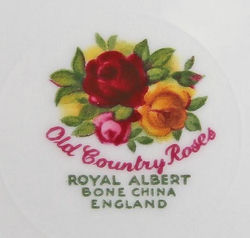 Old Country Roses
ROYAL ALBERT
BONE CHINA
ENGLAND